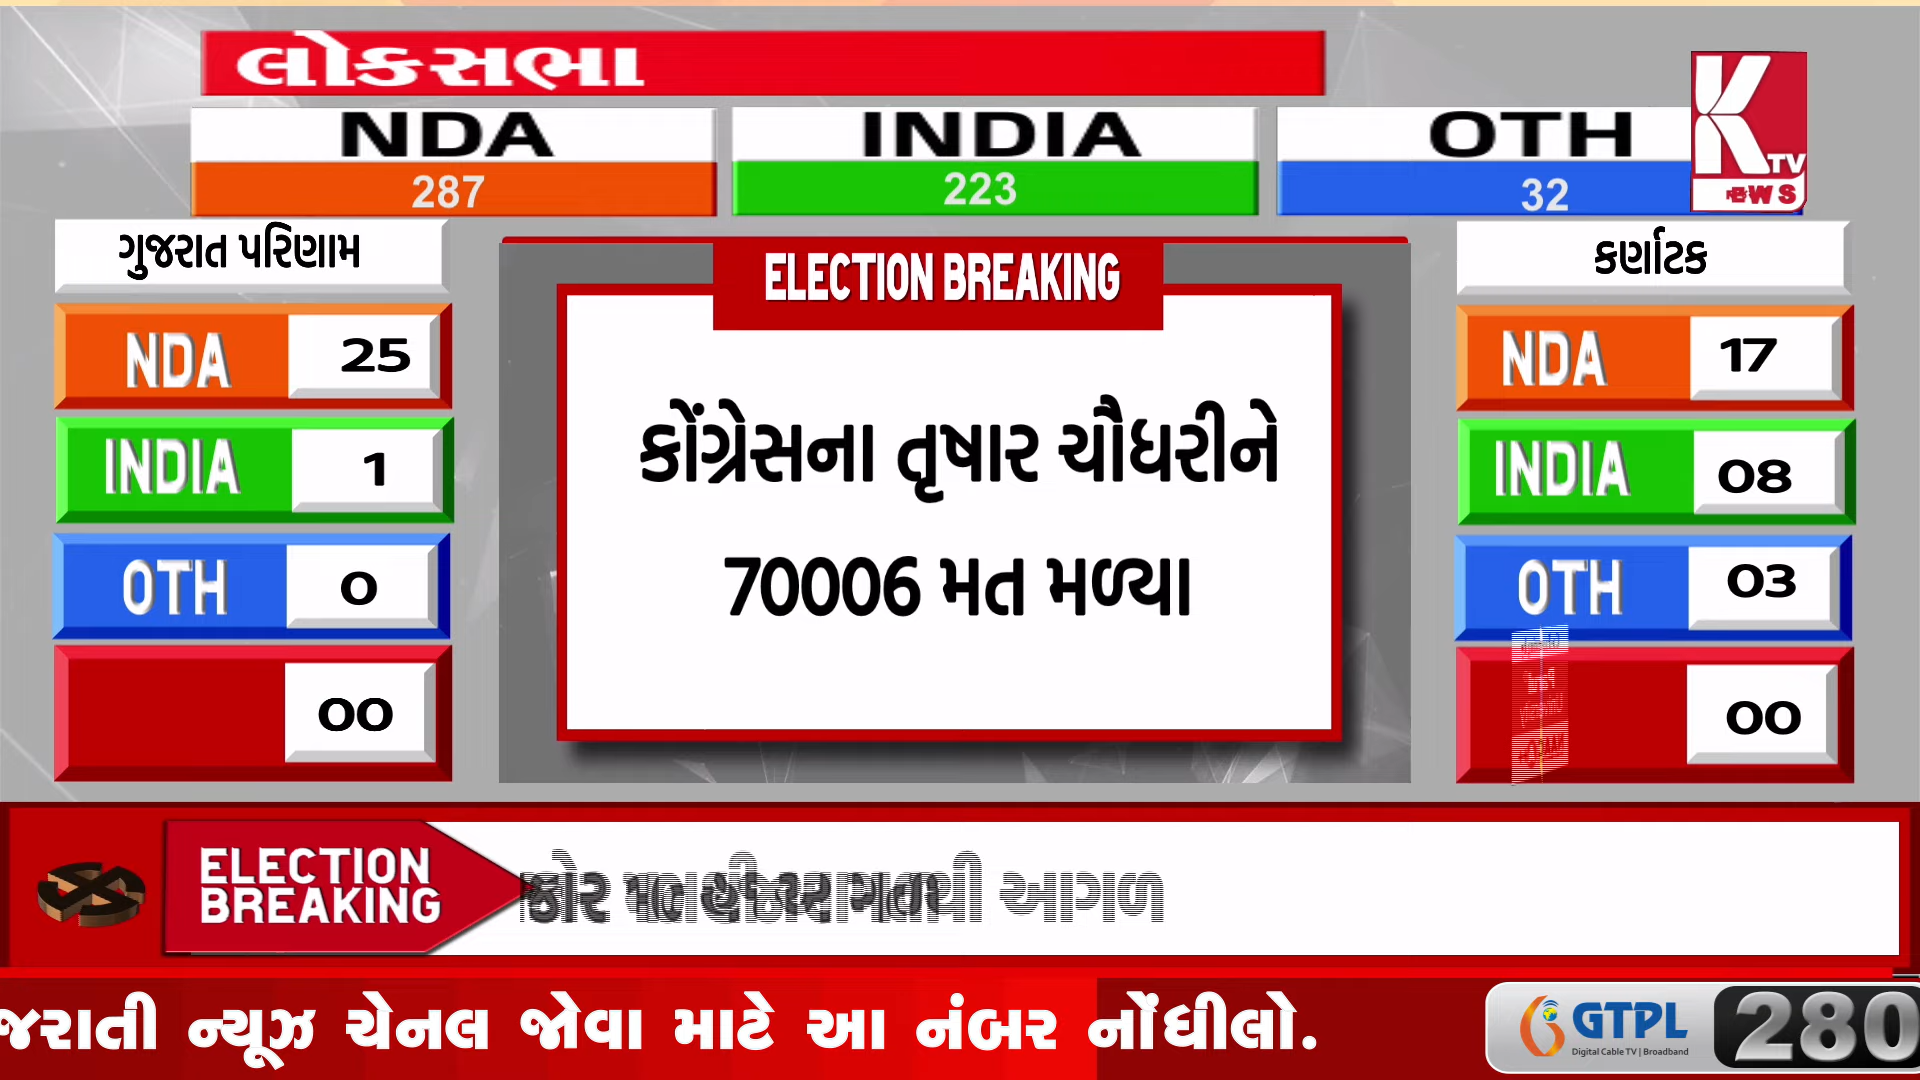 લોકસભા
NDA INDIA OTH
287 223 32
K TV NEWS
ગુજરાત પરિણામ
NDA 25
INDIA 1
OTH 0
00
ELECTION BREAKING
કોંગ્રેસના તૃષાર ચૌધરીને
70006 મત મળ્યા
કર્ણાટક
NDA 17
INDIA 08
OTH 03
00
ELECTION
BREAKING
આગળ
જરાતી ન્યૂઝ ચેનલ જોવા માટે આ નંબર નોંધીલો.
GTPL
Digital Cable TV | Broadband
280